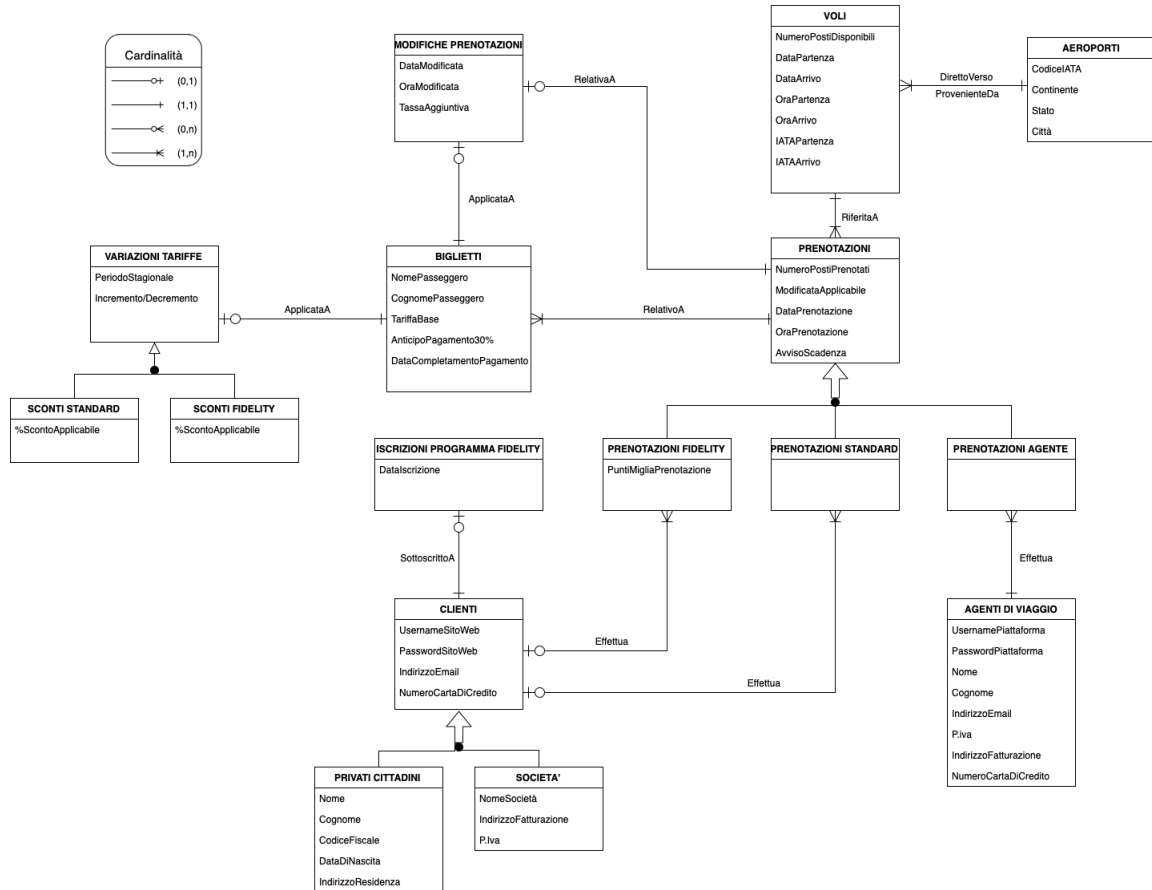 Cardinalità
(0,1)
(1,1)
(0,n)
(1,n)
MODIFICHE PRENOTAZIONI
DataModificata
OraModificata
TassaAggiuntiva
RelativaA
VOLI
NumeroPostiDisponibili
DataPartenza
DataArrivo
OraPartenza
OraArrivo
IATAPartenza
IATAArrivo
DirettoVerso
ProvenienteDa
AEROPORTI
CodiceIATA
Continente
Stato
Città
ApplicataA
RiferitaA
VARIAZIONI TARIFFE
PeriodoStagionale
Incremento/Decremento
ApplicataA
BIGLIETTI
NomePasseggero
CognomePasseggero
TariffaBase
AnticipoPagamento30%
DataCompletamentoPagamento
RelativoA
PRENOTAZIONI
NumeroPostiPrenotati
ModificataApplicabile
DataPrenotazione
OraPrenotazione
AvvisoScadenza
SCONTI STANDARD
%ScontoApplicabile
SCONTI FIDELITY
%ScontoApplicabile
ISCRIZIONI PROGRAMMA FIDELITY
DataIscrizione
PRENOTAZIONI FIDELITY
PuntiMigliaPrenotazione
PRENOTAZIONI STANDARD
PRENOTAZIONI AGENTE
SottoscrittoA
Effettua
CLIENTI
UsernameSitoWeb
PasswordSitoWeb
IndirizzoEmail
NumeroCartaDiCredito
Effettua
Effettua
AGENTI DI VIAGGIO
UsernamePiattaforma
PasswordPiattaforma
Nome
Cognome
IndirizzoEmail
P.iva
IndirizzoFatturazione
NumeroCartaDiCredito
PRIVATI CITTADINI
Nome
Cognome
CodiceFiscale
DataDiNascita
IndirizzoResidenza
SOCIETA'
NomeSocietà
IndirizzoFatturazione
P.Iva